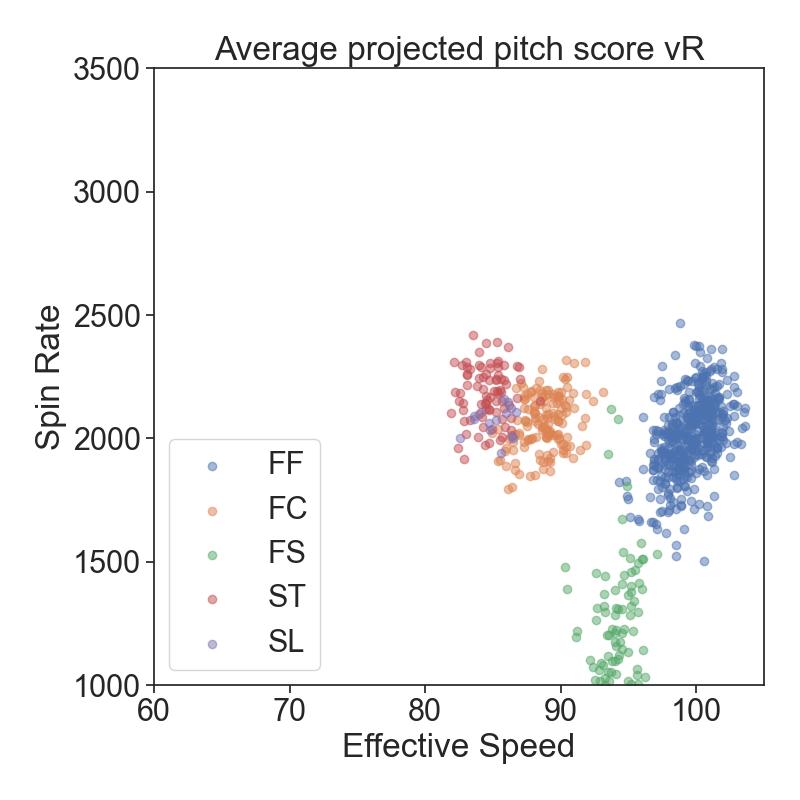 Average projected pitch score vR
3500
3000
2500
2000
1500
1000
Spin Rate
FF
FC
FS
ST
SL
60
70
80
90
100
Effective Speed